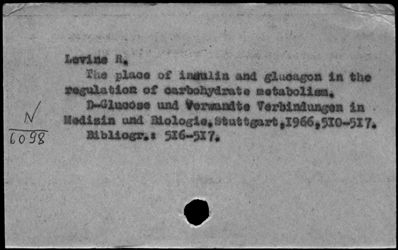 Levine R.
The place of insulin and glucagon in the
regulation of carbohydrate metabolism.
D-Glucose und Verwandte Verbindungen in
Medizin und Biologie.Stuttgart,1966,510-517.
Bibliogr.: 516-517.
N
6098